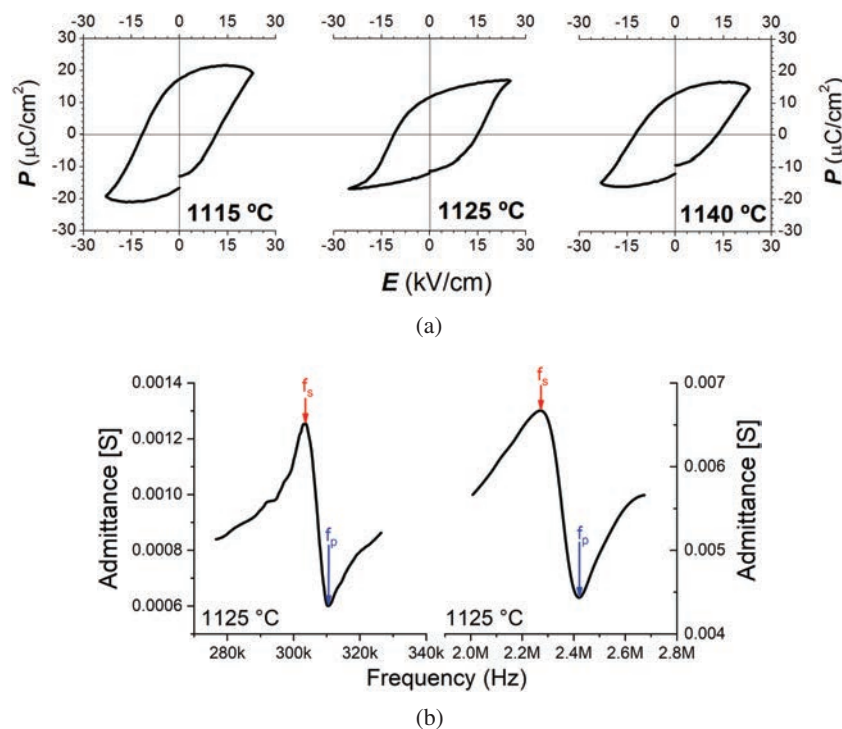 -30 -15 0 15 30 -30 -15 0 15 30 -30 -15 0 15 30
30 30
20 20
10 10
0 0
-10 -10
-20 -20
-30 -30
P (μC/cm²)
P (μC/cm²)
1115 ºC
1125 ºC
1140 ºC
-30 -15 0 15 30 -30 -15 0 15 30 -30 -15 0 15 30
E (kV/cm)
(a)
0.0014
0.0012
0.0010
0.0008
0.0006
Admittance [S]
fs
fp
1125 ºC
fs
fp
1125 ºC
0.007
0.006
0.005
0.004
Admittance [S]
280k 300k 320k 340k 2.0M 2.2M 2.4M 2.6M 2.8M
Frequency (Hz)
(b)